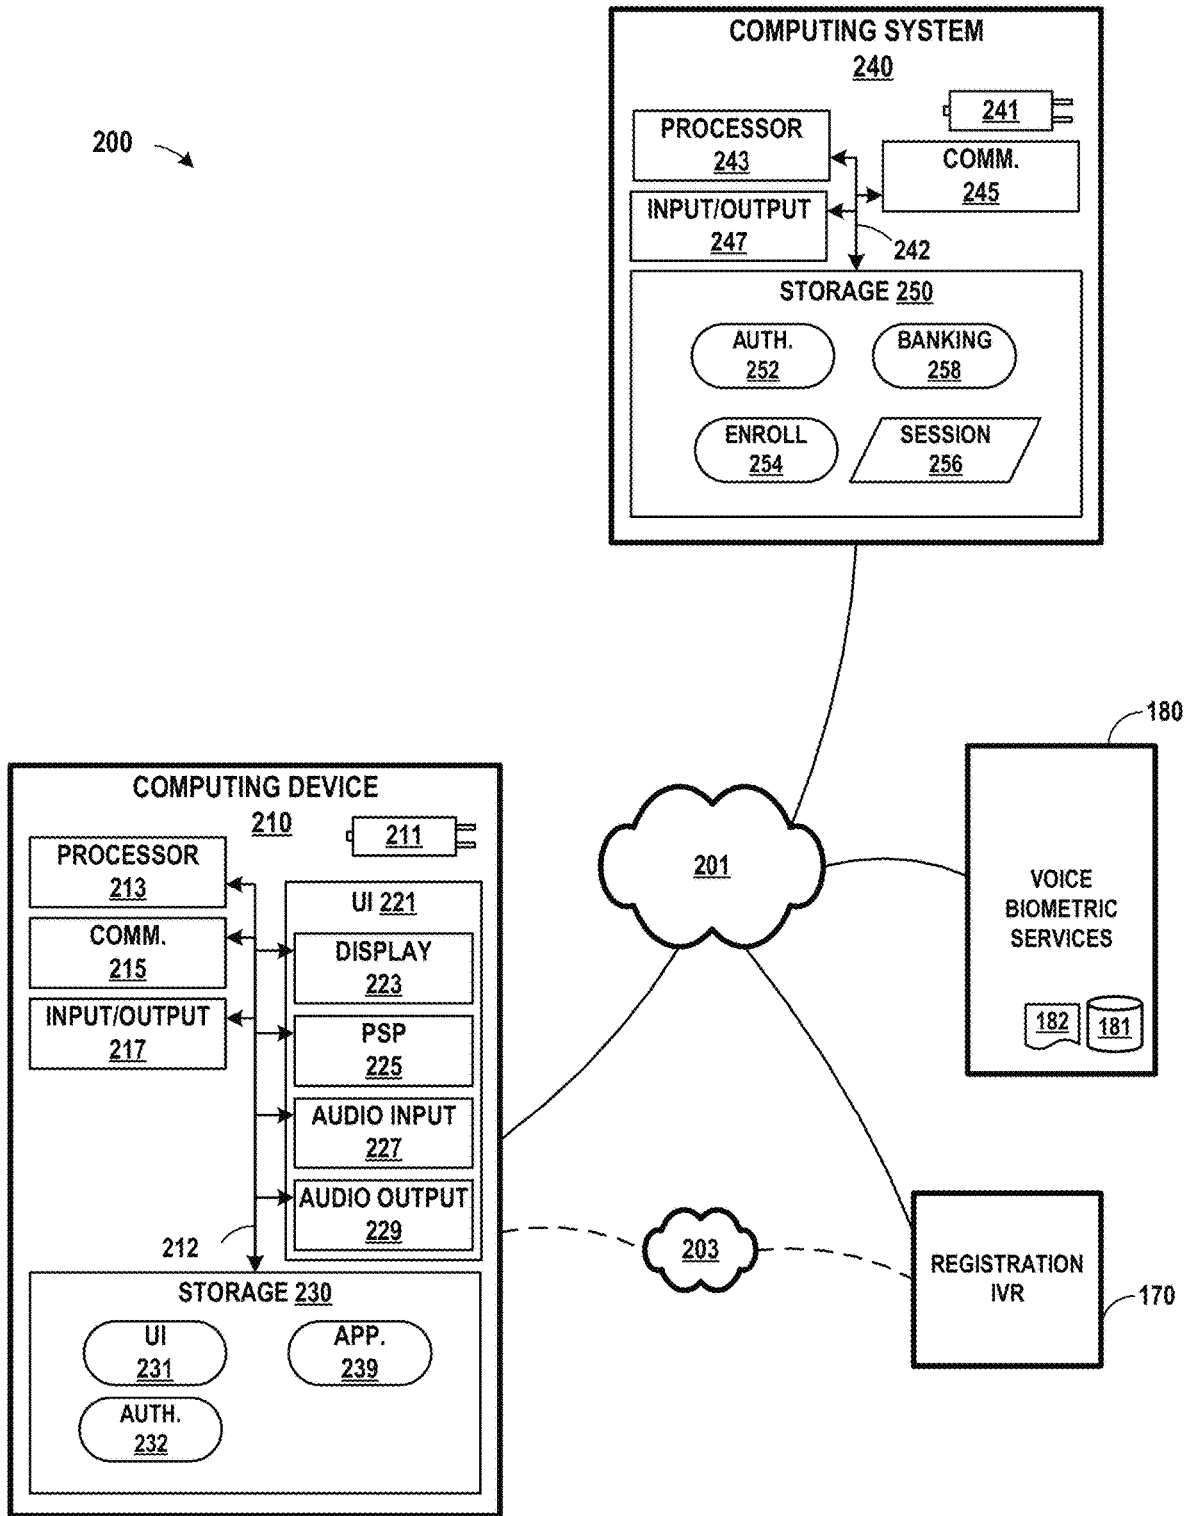 COMPUTING SYSTEM
240
241
PROCESSOR
243
COMM.
245
INPUT/OUTPUT
247
242
STORAGE 250
AUTH.
252
BANKING
258
ENROLL
254
SESSION
256
200
180
COMPUTING DEVICE
210
211
PROCESSOR
213
COMM.
215
INPUT/OUTPUT
217
UI 221
DISPLAY
223
PSP
225
AUDIO INPUT
227
AUDIO OUTPUT
229
212
STORAGE 230
UI
231
APP.
239
AUTH.
232
201
VOICE
BIOMETRIC
SERVICES
182
181
203
REGISTRATION
IVR
170